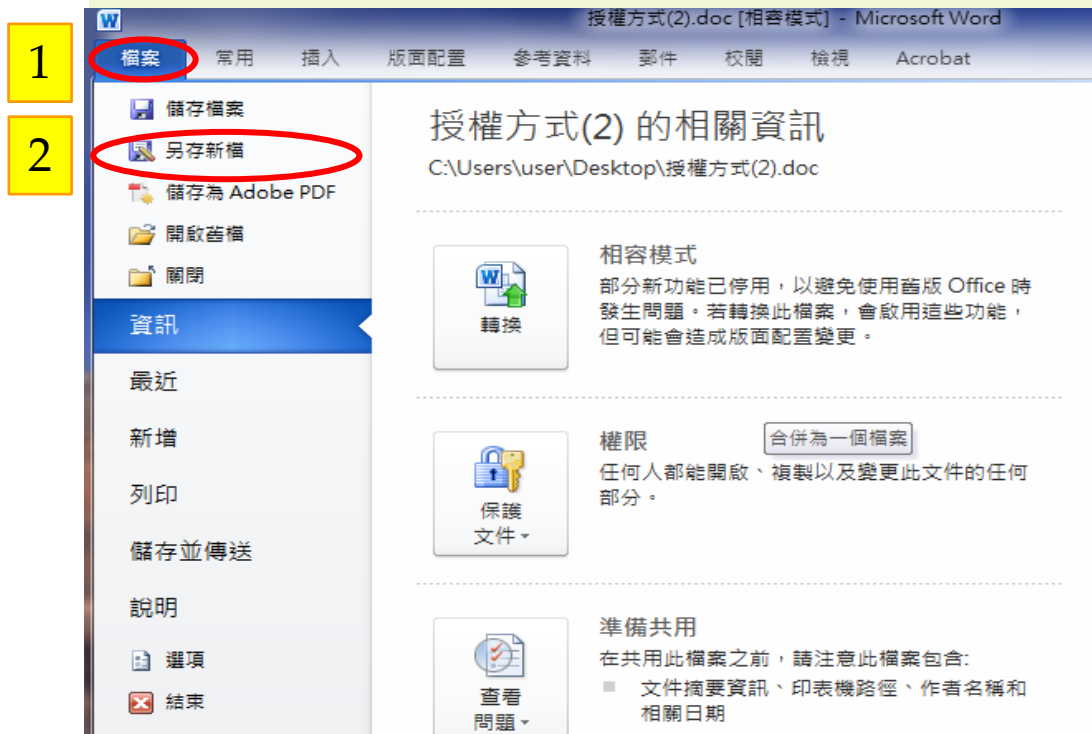 授權方式(2).doc [相容模式] - Microsoft Word
1
檔案 常用 插入 版面配置 參考資料 郵件 校閱 檢視 Acrobat
2
儲存檔案
另存新檔
儲存為 Adobe PDF
開啟舊檔
關閉
資訊
最近
新增
列印
儲存並傳送
說明
選項
結束
授權方式(2) 的相關資訊
C:\Users\user\Desktop\授權方式(2).doc
轉換
相容模式
部分新功能已停用，以避免使用舊版 Office 時
發生問題。若轉換此檔案，會啟用這些功能，
但可能會造成版面配置變更。
保護
文件
權限
合併為一個檔案
任何人都能開啟、複製以及變更此文件的任何
部分。
查看
問題
準備共用
在共用此檔案之前，請注意此檔案包含:
文件摘要資訊、印表機路徑、作者名稱和
相關日期